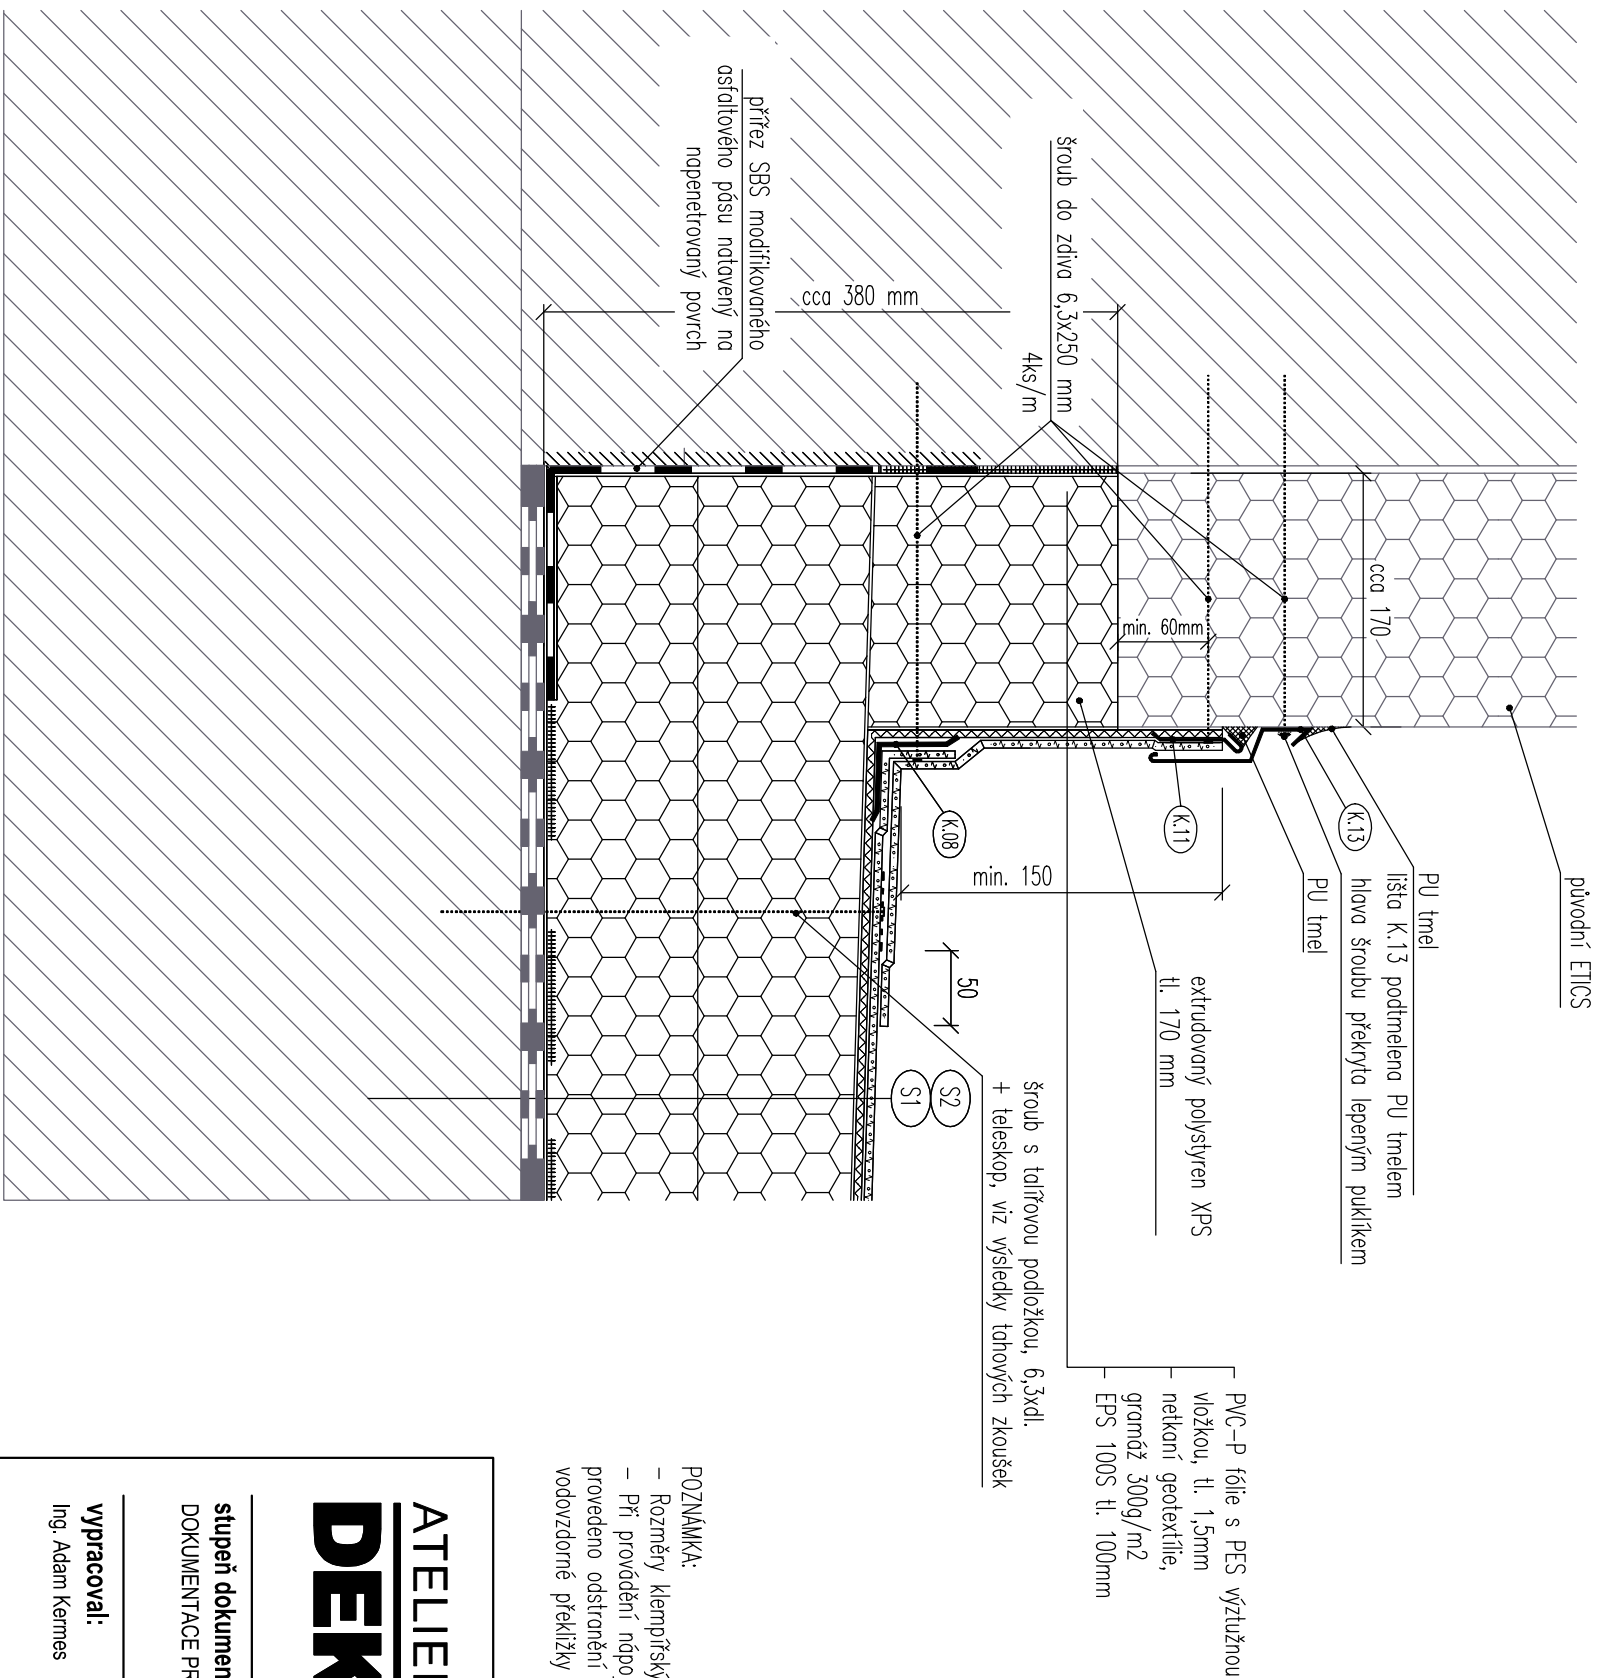 původní ETICS
PU tmel
lišta K.13 podtmelena PU tmelem
hlava šroubu překryta lepeným puklíkem
PU tmel
K.13
K.11
K.08
cca 170
min. 60mm
min. 150
50
extrudovaný polystyren XPS
tl. 170 mm
PVC-P fólie s PES výztužnou
vložkou, tl. 1,5mm
netkaní geotextílie,
gramáž 300g/m2
EPS 100S tl. 100mm
šroub s talířovou podložkou, 6,3xdl.
+ teleskop, viz výsledky tahových zkoušek
S2
S1
šroub do zdiva 6,3x250 mm
4ks/m
cca 380 mm
přířez SBS modifikovaného
asfaltového pásu natavený na
napenetrovaný povrch
POZNÁMKA:
- Rozměry klempířský
- Při provádění nápo
provedeno odstranění
vodovzdorné překližky
ATELIER
DEK
stupeň dokumen
DOKUMENTACE PR
vypracoval:
Ing. Adam Kermes